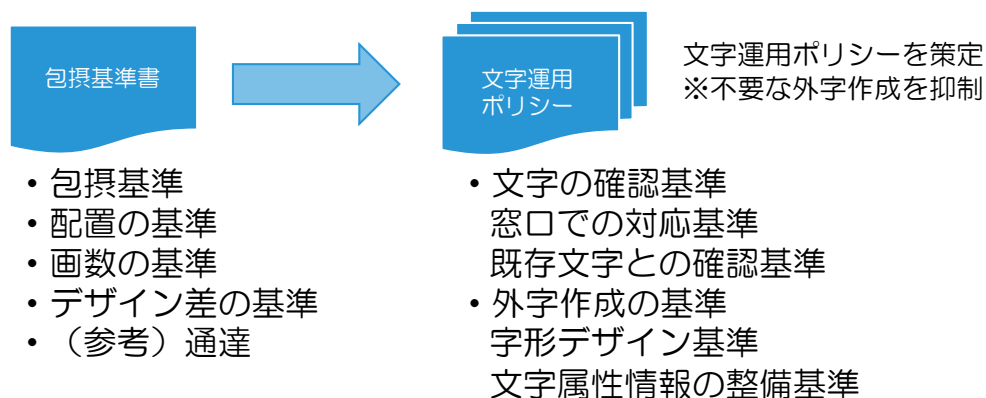 包摂基準書
文字運用
ポリシー
文字運用ポリシーを策定
※不要な外字作成を抑制
・包摂基準
・配置の基準
・画数の基準
・デザイン差の基準
・（参考）通達
・文字の確認基準
窓口での対応基準
既存文字との確認基準
・外字作成の基準
字形デザイン基準
文字属性情報の整備基準